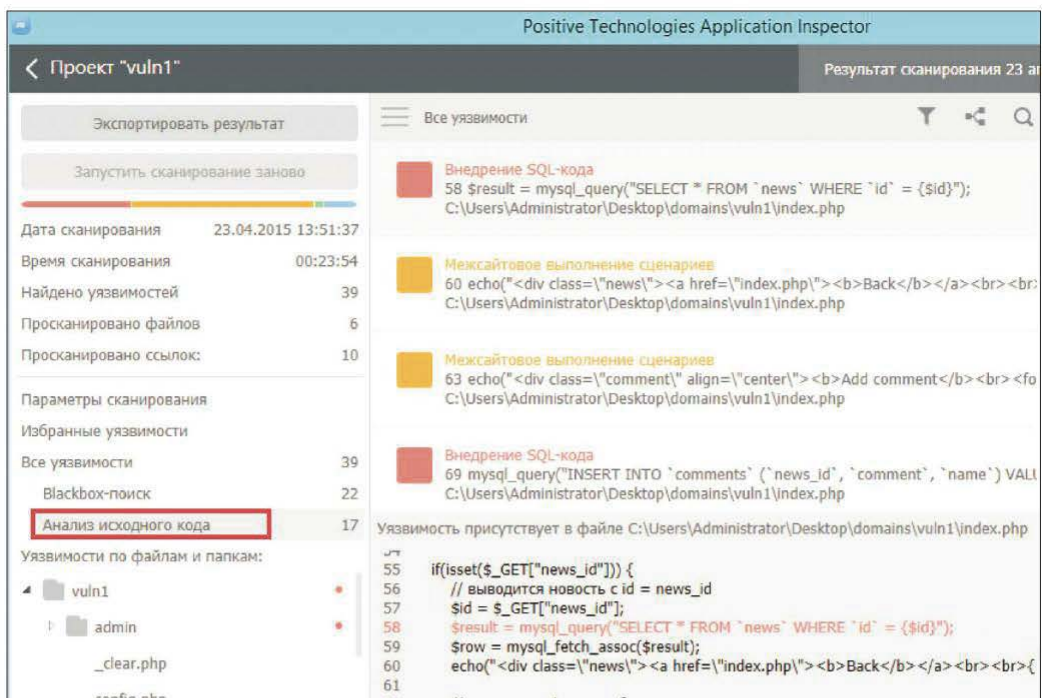 Positive Technologies Application Inspector
Проект "vuln1"
Результат сканирования 23
Экспортировать результат
Запустить сканирование заново
Дата сканирования 23.04.2015 13:51:37
Время сканирования 00:23:54
Найдено уязвимостей 39
Просканировано файлов 6
Просканировано ссылок: 10
Параметры сканирования
Избранные уязвимости
Все уязвимости 39
Blackbox-поиск 22
Анализ исходного кода 17
Уязвимости по файлам и папкам:
vuln1
admin
_clear.php
config.php
Все уязвимости
Внедрение SQL-кода
58 $result = mysql_query("SELECT * FROM `news` WHERE `id` = {$id}");
C:\Users\Administrator\Desktop\domains\vuln1\index.php
Межсайтовое выполнение сценариев
60 echo("<div class=\"news\"><a href=\"index.php\"><b>Back</b></a><br><br>
C:\Users\Administrator\Desktop\domains\vuln1\index.php
Межсайтовое выполнение сценариев
63 echo("<div class=\"comment\" align=\"center\"><b>Add comment</b><br><fo
C:\Users\Administrator\Desktop\domains\vuln1\index.php
Внедрение SQL-кода
69 mysql_query("INSERT INTO `comments` (`news_id`, `comment`, `name`) VALU
C:\Users\Administrator\Desktop\domains\vuln1\index.php
Уязвимость присутствует в файле C:\Users\Administrator\Desktop\domains\vuln1\index.php
54
55 if(isset($_GET["news_id"])) {
56 // выводится новость с id = news_id
57 $id = $_GET["news_id"];
58 $result = mysql_query("SELECT * FROM `news` WHERE `id` = {$id}");
59 $row = mysql_fetch_assoc($result);
60 echo("<div class=\"news\"><a href=\"index.php\"><b>Back</b></a><br><br>{
61